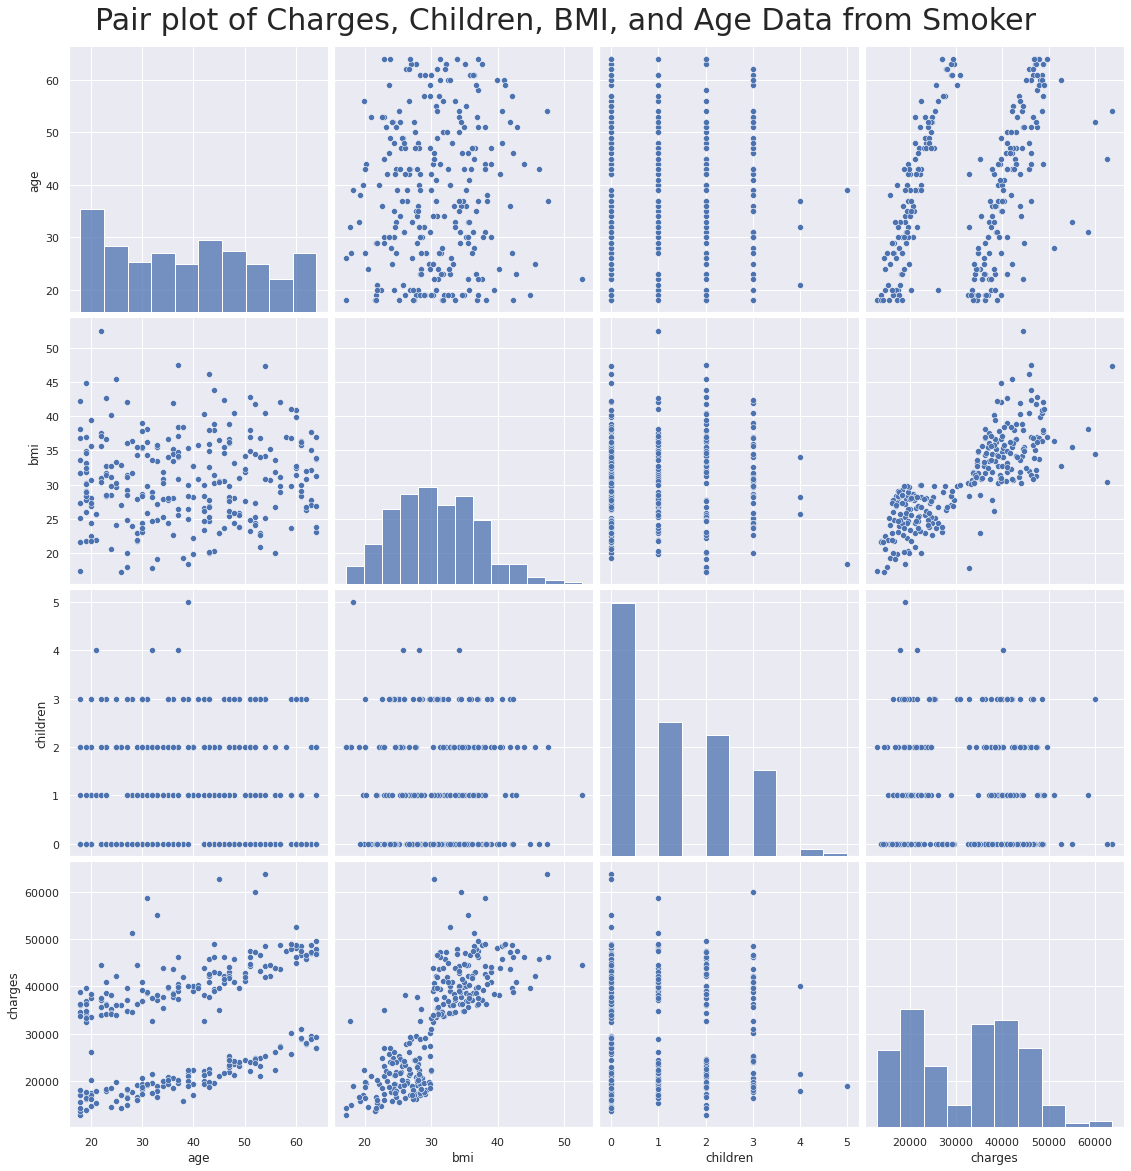 Pair plot of Charges, Children, BMI, and Age Data from Smoker
60
50
40
30
20
age
50
45
40
35
30
25
20
bmi
5
4
3
2
1
0
children
60000
50000
40000
30000
20000
charges
20 30 40 50 60
age
20 30 40 50
bmi
0 1 2 3 4 5
children
20000 30000 40000 50000 60000
charges